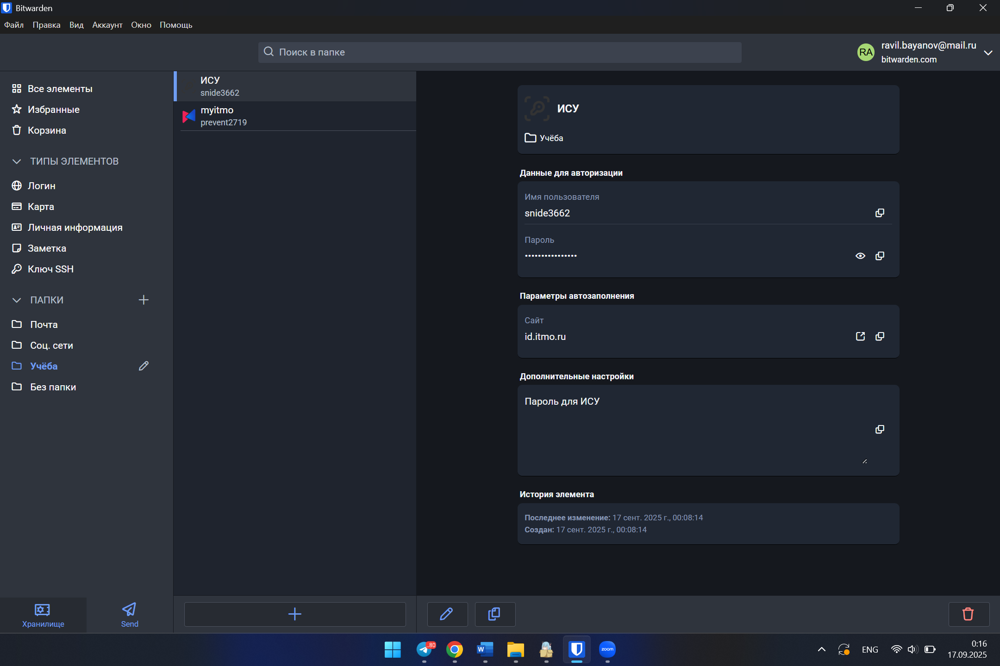 Bitwarden
Файл Правка Вид Аккаунт Окно Помощь
Поиск в папке
RA
ravil.bayanov@mail.ru
bitwarden.com
Все элементы
Избранные
Корзина
ТИПЫ ЭЛЕМЕНТОВ
Логин
Карта
Личная информация
Заметка
Ключ SSH
ПАПКИ
Почта
Соц. сети
Учёба
Без папки
Хранилище
Send
ИСУ
snide3662
myitmo
prevent2719
ИСУ
Учёба
Данные для авторизации
Имя пользователя
snide3662
Пароль
••••••••••••••••
Параметры автозаполнения
Сайт
id.itmo.ru
Дополнительные настройки
Пароль для ИСУ
История элемента
Последнее изменение: 17 сент. 2025 г., 00:08:14
Создан: 17 сент. 2025 г., 00:08:14
..80
W
zoom
ENG
0:16
17.09.2025